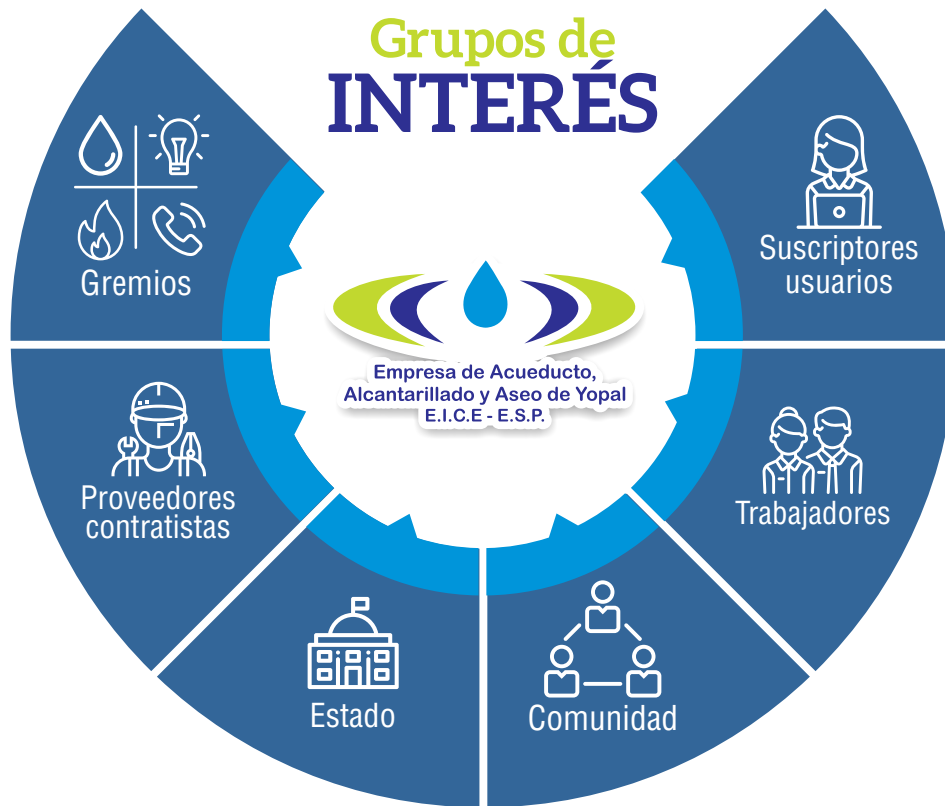 Grupos de
INTERÉS
Gremios
Suscriptores
usuarios
Empresa de Acueducto,
Alcantarillado y Aseo de Yopal
E.I.C.E - E.S.P.
Proveedores
contratistas
Trabajadores
Estado
Comunidad